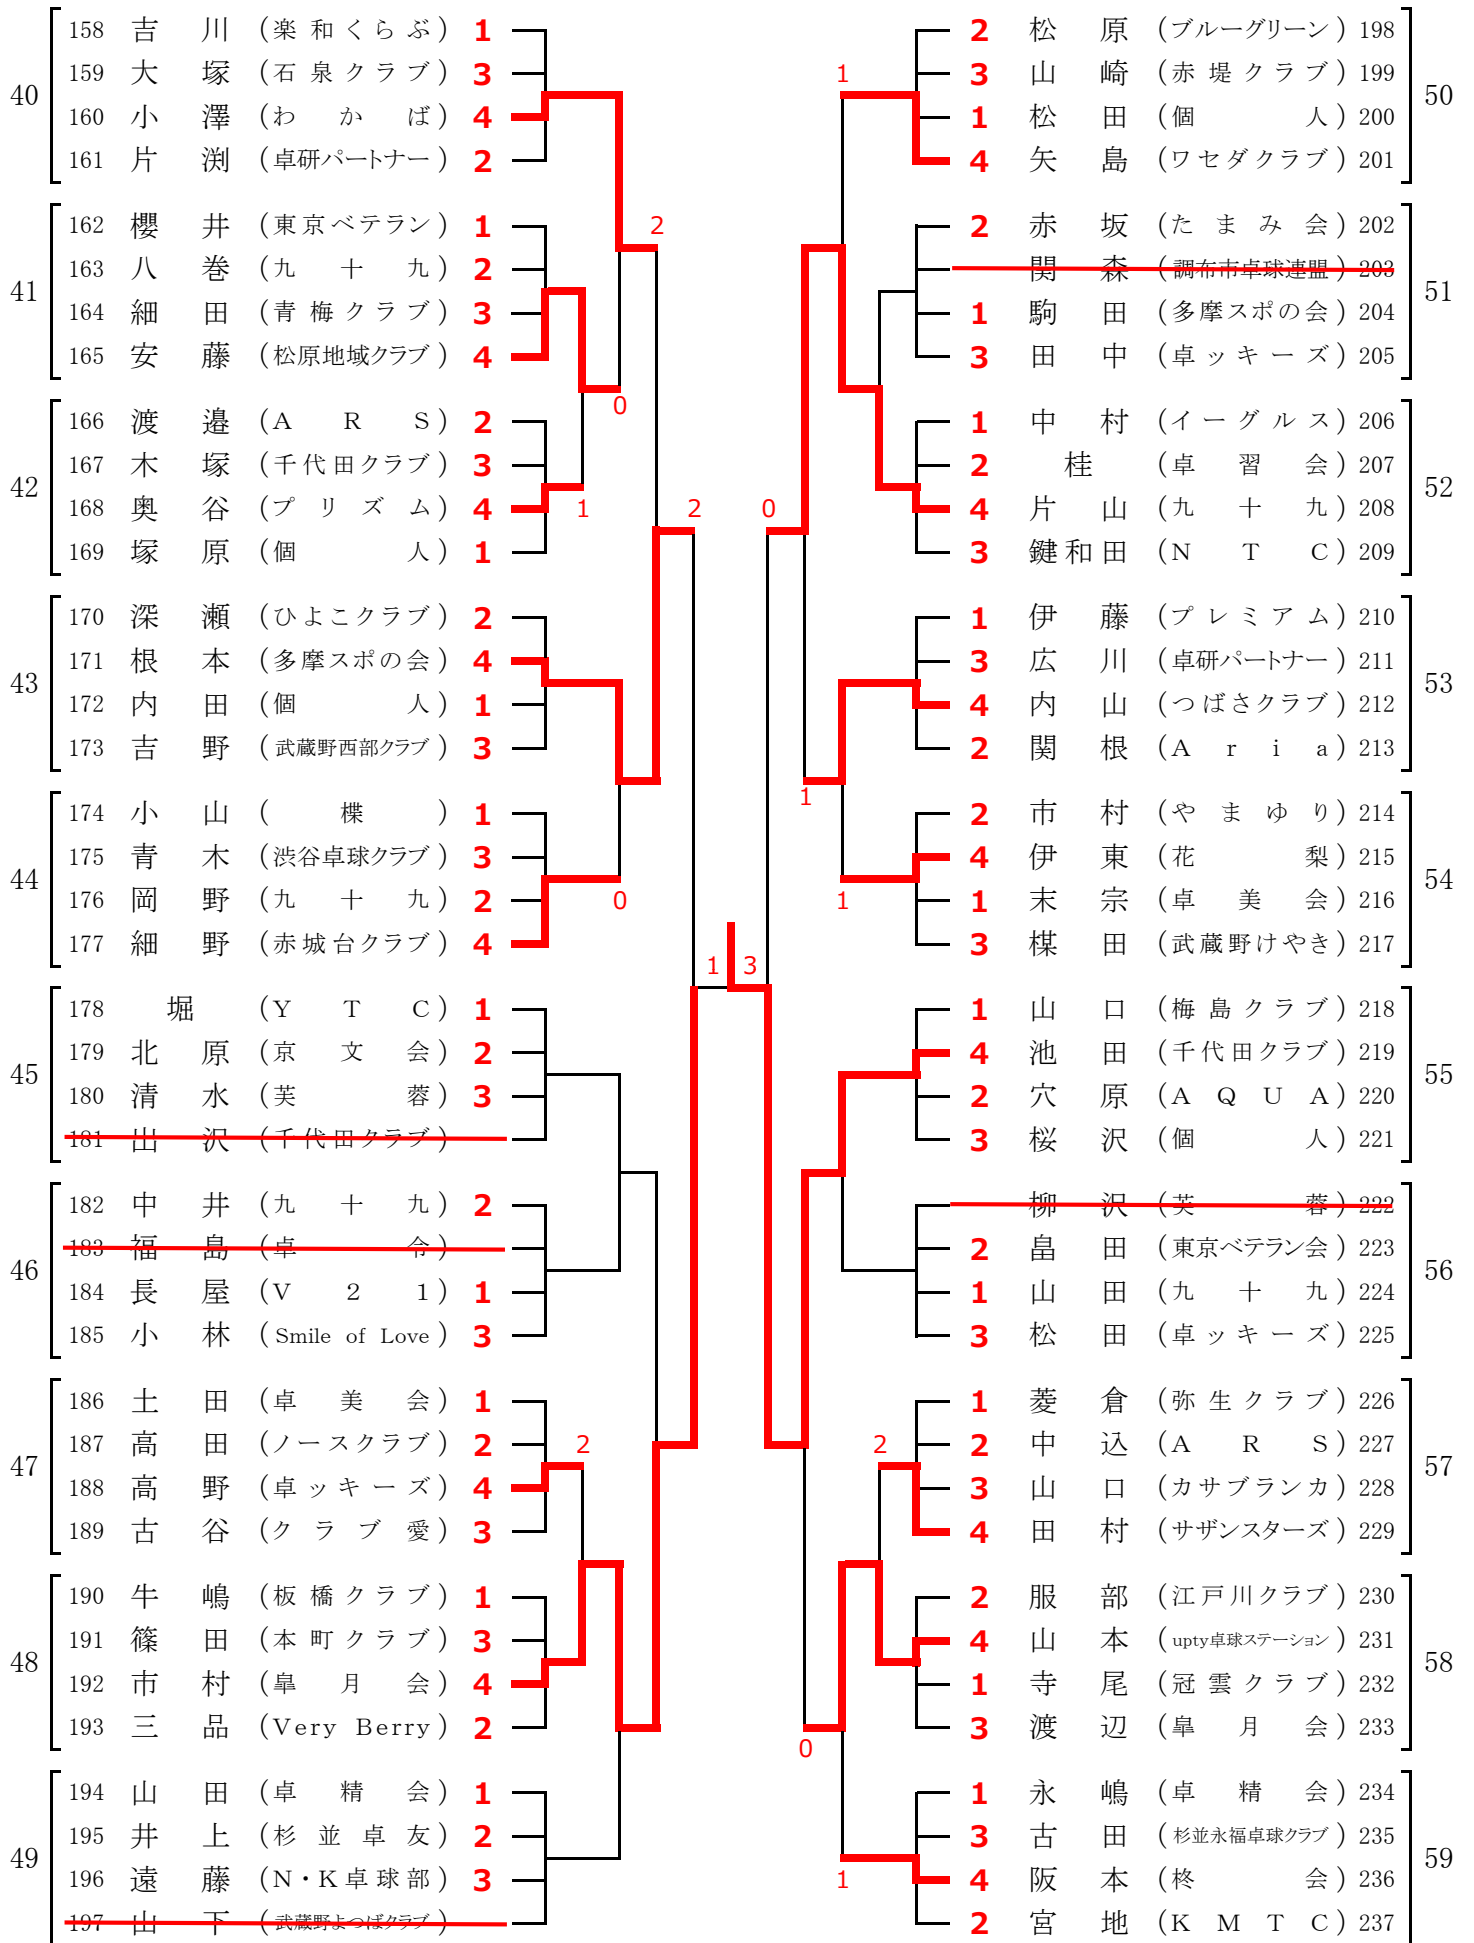 40
158 吉川 (楽和くらぶ) 1
159 大塚 (石泉クラブ) 3
160 小澤 (わかば) 4
161 片渕 (卓研パートナー) 2
41
162 櫻井 (東京ベテラン) 1
163 八巻 (九十九) 2
164 細田 (青梅クラブ) 3
165 安藤 (松原地域クラブ) 4
42
166 渡邉 (ARS) 2
167 木塚 (千代田クラブ) 3
168 奥谷 (プリズム) 4
169 塚原 (個人) 1
43
170 深瀬 (ひよこクラブ) 2
171 根本 (多摩スポの会) 4
172 内田 (個人) 1
173 吉野 (武蔵野西部クラブ) 3
44
174 小山 (楪) 1
175 青木 (渋谷卓球クラブ) 3
176 岡野 (九十九) 2
177 細野 (赤城台クラブ) 4
45
178 堀 (YTC) 1
179 北原 (京文会) 2
180 清水 (芙蓉) 3
181 出沢 (千代田クラブ)
46
182 中井 (九十九) 2
183 福島 (卓令)
184 長屋 (V21) 1
185 小林 (Smile of Love) 3
47
186 土田 (卓美会) 1
187 高田 (ノースクラブ) 2
188 高野 (卓ッキーズ) 4
189 古谷 (クラブ愛) 3
48
190 牛嶋 (板橋クラブ) 1
191 篠田 (本町クラブ) 3
192 市村 (皐月会) 4
193 三品 (Very Berry) 2
49
194 山田 (卓精会) 1
195 井上 (杉並卓友) 2
196 遠藤 (N・K卓球部) 3
197 山下 (武蔵野よつばクラブ)
2
0
1
2
0
2
1 3
0
1
1
1
2
0
1
2 松原 (ブルーグリーン) 198
3 山崎 (赤堤クラブ) 199
1 松田 (個人) 200
4 矢島 (ワセダクラブ) 201
50
2 赤坂 (たまみ会) 202
関森 (調布市卓球連盟) 203
1 駒田 (多摩スポの会) 204
3 田中 (卓ッキーズ) 205
51
1 中村 (イーグルス) 206
2 桂 (卓習会) 207
4 片山 (九十九) 208
3 鍵和田 (NTC) 209
52
1 伊藤 (プレミアム) 210
3 広川 (卓研パートナー) 211
4 内山 (つばさクラブ) 212
2 関根 (Aria) 213
53
2 市村 (やまゆり) 214
4 伊東 (花梨) 215
1 末宗 (卓美会) 216
3 楳田 (武蔵野けやき) 217
54
1 山口 (梅島クラブ) 218
4 池田 (千代田クラブ) 219
2 穴原 (AQUA) 220
3 桜沢 (個人) 221
55
柳沢 (芙蓉) 222
2 畠田 (東京ベテラン会) 223
1 山田 (九十九) 224
3 松田 (卓ッキーズ) 225
56
1 菱倉 (弥生クラブ) 226
2 中込 (ARS) 227
3 山口 (カサブランカ) 228
4 田村 (サザンスターズ) 229
57
2 服部 (江戸川クラブ) 230
4 山本 (upty卓球ステーション) 231
1 寺尾 (冠雲クラブ) 232
3 渡辺 (皐月会) 233
58
1 永嶋 (卓精会) 234
3 古田 (杉並永福卓球クラブ) 235
4 阪本 (柊会) 236
2 宮地 (KMTC) 237
59